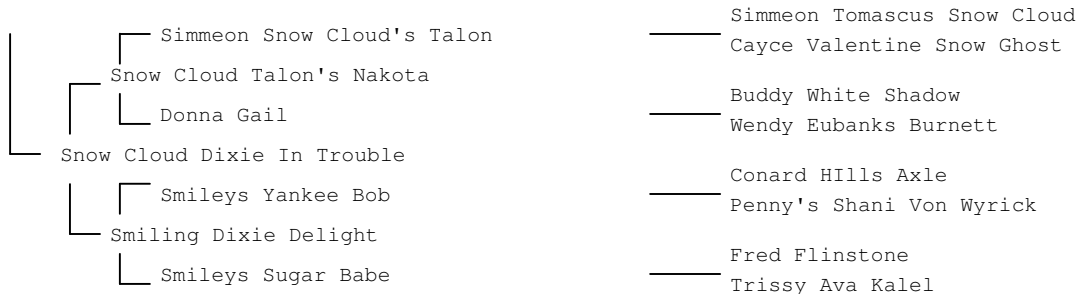 Simmeon Tomascus Snow Cloud
Simmeon Snow Cloud's Talon
Cayce Valentine Snow Ghost
Snow Cloud Talon's Nakota
Buddy White Shadow
Donna Gail
Wendy Eubanks Burnett
Snow Cloud Dixie In Trouble
Conard HIlls Axle
Smileys Yankee Bob
Penny's Shani Von Wyrick
Smiling Dixie Delight
Fred Flinstone
Smileys Sugar Babe
Trissy Ava Kalel